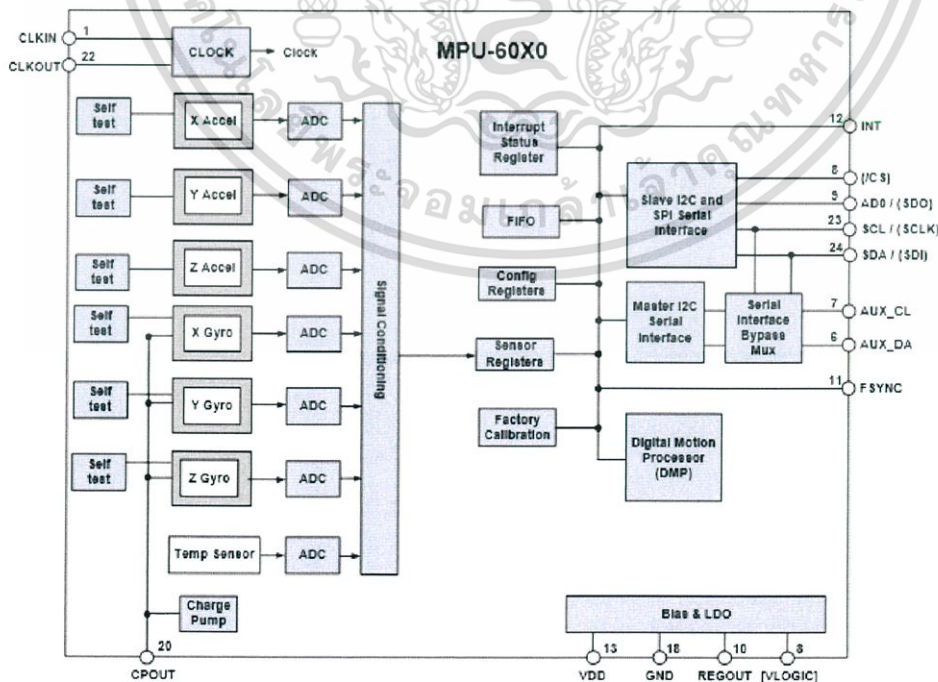 CLKIN 1
CLKOUT 22
CLOCK
Clock
MPU-60X0
Self test
X Accel
ADC
Self test
Y Accel
ADC
Self test
Z Accel
ADC
Self test
X Gyro
ADC
Self test
Y Gyro
ADC
Self test
Z Gyro
ADC
Temp Sensor
ADC
Charge Pump
20
CPOUT
Signal Conditioning
Interrupt Status Register
FIFO
Config Registers
Sensor Registers
Factory Calibration
Slave I2C and SPI Serial Interface
Master I2C Serial Interface
Serial Interface Bypass Mux
Digital Motion Processor (DMP)
12 INT
8 (/CS)
9 AD0 / (SDO)
23 SCL / (SCLK)
24 SDA / (SDI)
7 AUX_CL
6 AUX_DA
11 FSYNC
Bias & LDO
13 18 10 8
VDD GND REGOUT [VLOGIC]